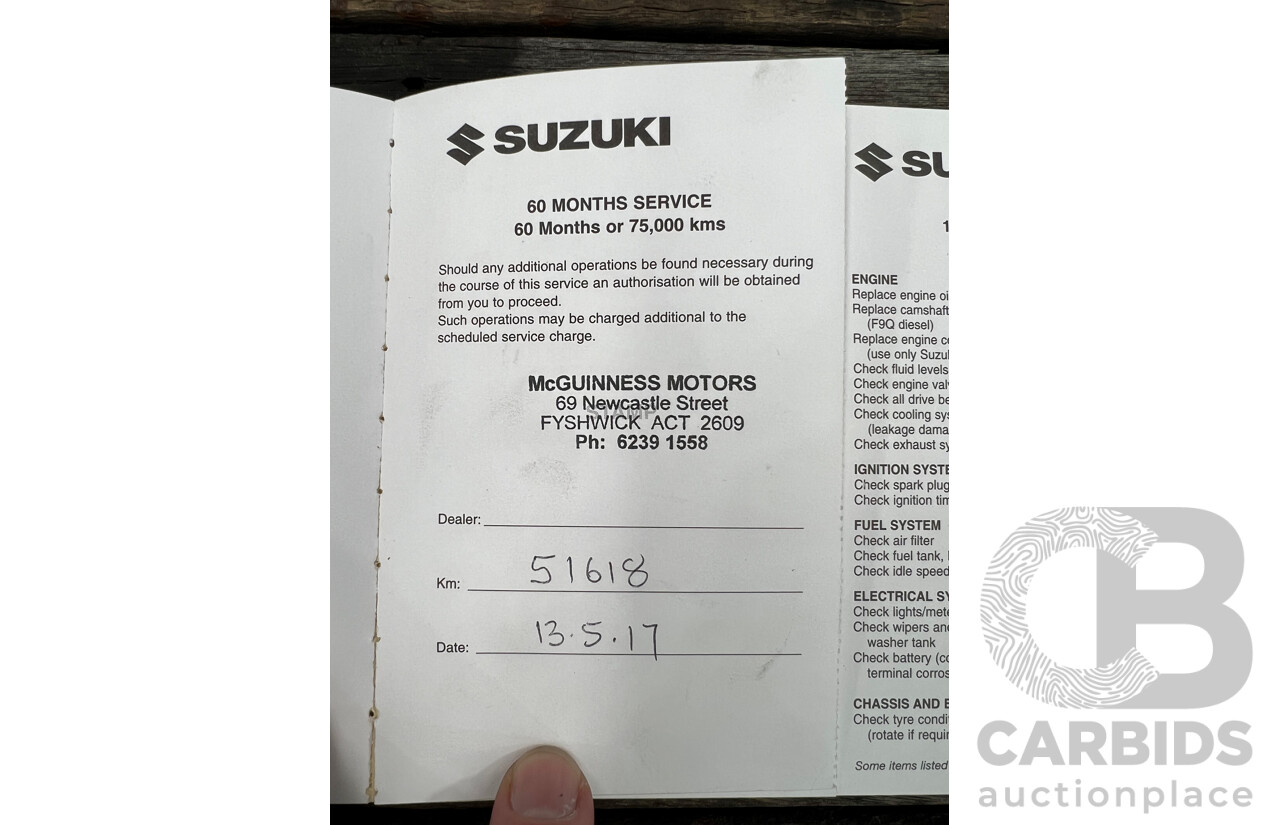 SUZUKI
60 MONTHS SERVICE
60 Months or 75,000 kms
Should any additional operations be found necessary during
the course of this service an authorisation will be obtained
from you to proceed.
Such operations may be charged additional to the
scheduled service charge.
McGUINNESS MOTORS
69 Newcastle Street
STAMP
FYSHWICK ACT 2609
Ph: 6239 1558
Dealer:
Km: 51618
Date: 13.5.17
SU
1
ENGINE
Replace engine oi
Replace camshaft
(F9Q diesel)
Replace engine co
(use only Suzu
Check fluid levels
Check engine val
Check all drive be
Check cooling sys
(leakage dama
Check exhaust sy
IGNITION SYSTE
Check spark plug
Check ignition tim
FUEL SYSTEM
Check air filter
Check fuel tank,
Check idle speed
ELECTRICAL SY
Check lights/mete
Check wipers and
washer tank
Check battery (co
terminal corros
CHASSIS AND B
Check tyre condi
(rotate if requir
Some items listed
CB
CARBIDS
auctionplace